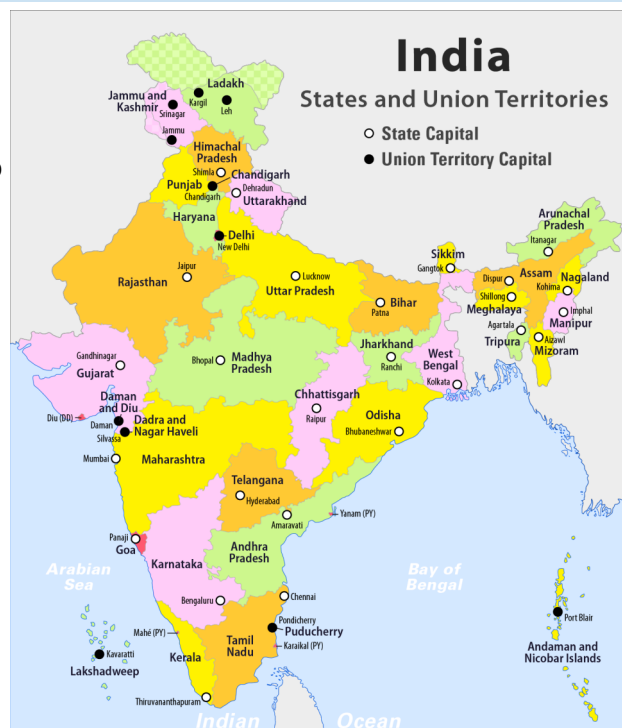 India
States and Union Territories
State Capital
Union Territory Capital
Ladakh
Kargil
Leh
Jammu and
Kashmir
Srinagar
Jammu
Himachal
Pradesh
Shimla
Chandigarh
Punjab
Chandigarh
Dehradun
Uttarakhand
Haryana
Delhi
New Delhi
Arunachal
Pradesh
Itanagar
Sikkim
Gangtok
Dispur
Assam
Nagaland
Kohima
Shillong
Meghalaya
Imphal
Manipur
Agartala
Tripura
Aizawl
Mizoram
Jaipur
Rajasthan
Lucknow
Uttar Pradesh
Bihar
Patna
Jharkhand
Ranchi
West
Bengal
Kolkata
Gandhinagar
Gujarat
Bhopal
Madhya
Pradesh
Chhattisgarh
Raipur
Odisha
Bhubaneshwar
Daman
and Diu
Diu (DD)
Daman
Dadra and
Nagar Haveli
Silvassa
Mumbai
Maharashtra
Telangana
Hyderabad
Amaravati
Yanam (PY)
Panaji
Goa
Karnataka
Andhra
Pradesh
Arabian
Sea
Bay of
Bengal
Bengaluru
Chennai
Pondicherry
Puducherry
Mahé (PY)
Tamil
Nadu
Karaikal (PY)
Kerala
Kavaratti
Lakshadweep
Thiruvananthapuram
Port Blair
Andaman and
Nicobar Islands
Indian Ocean